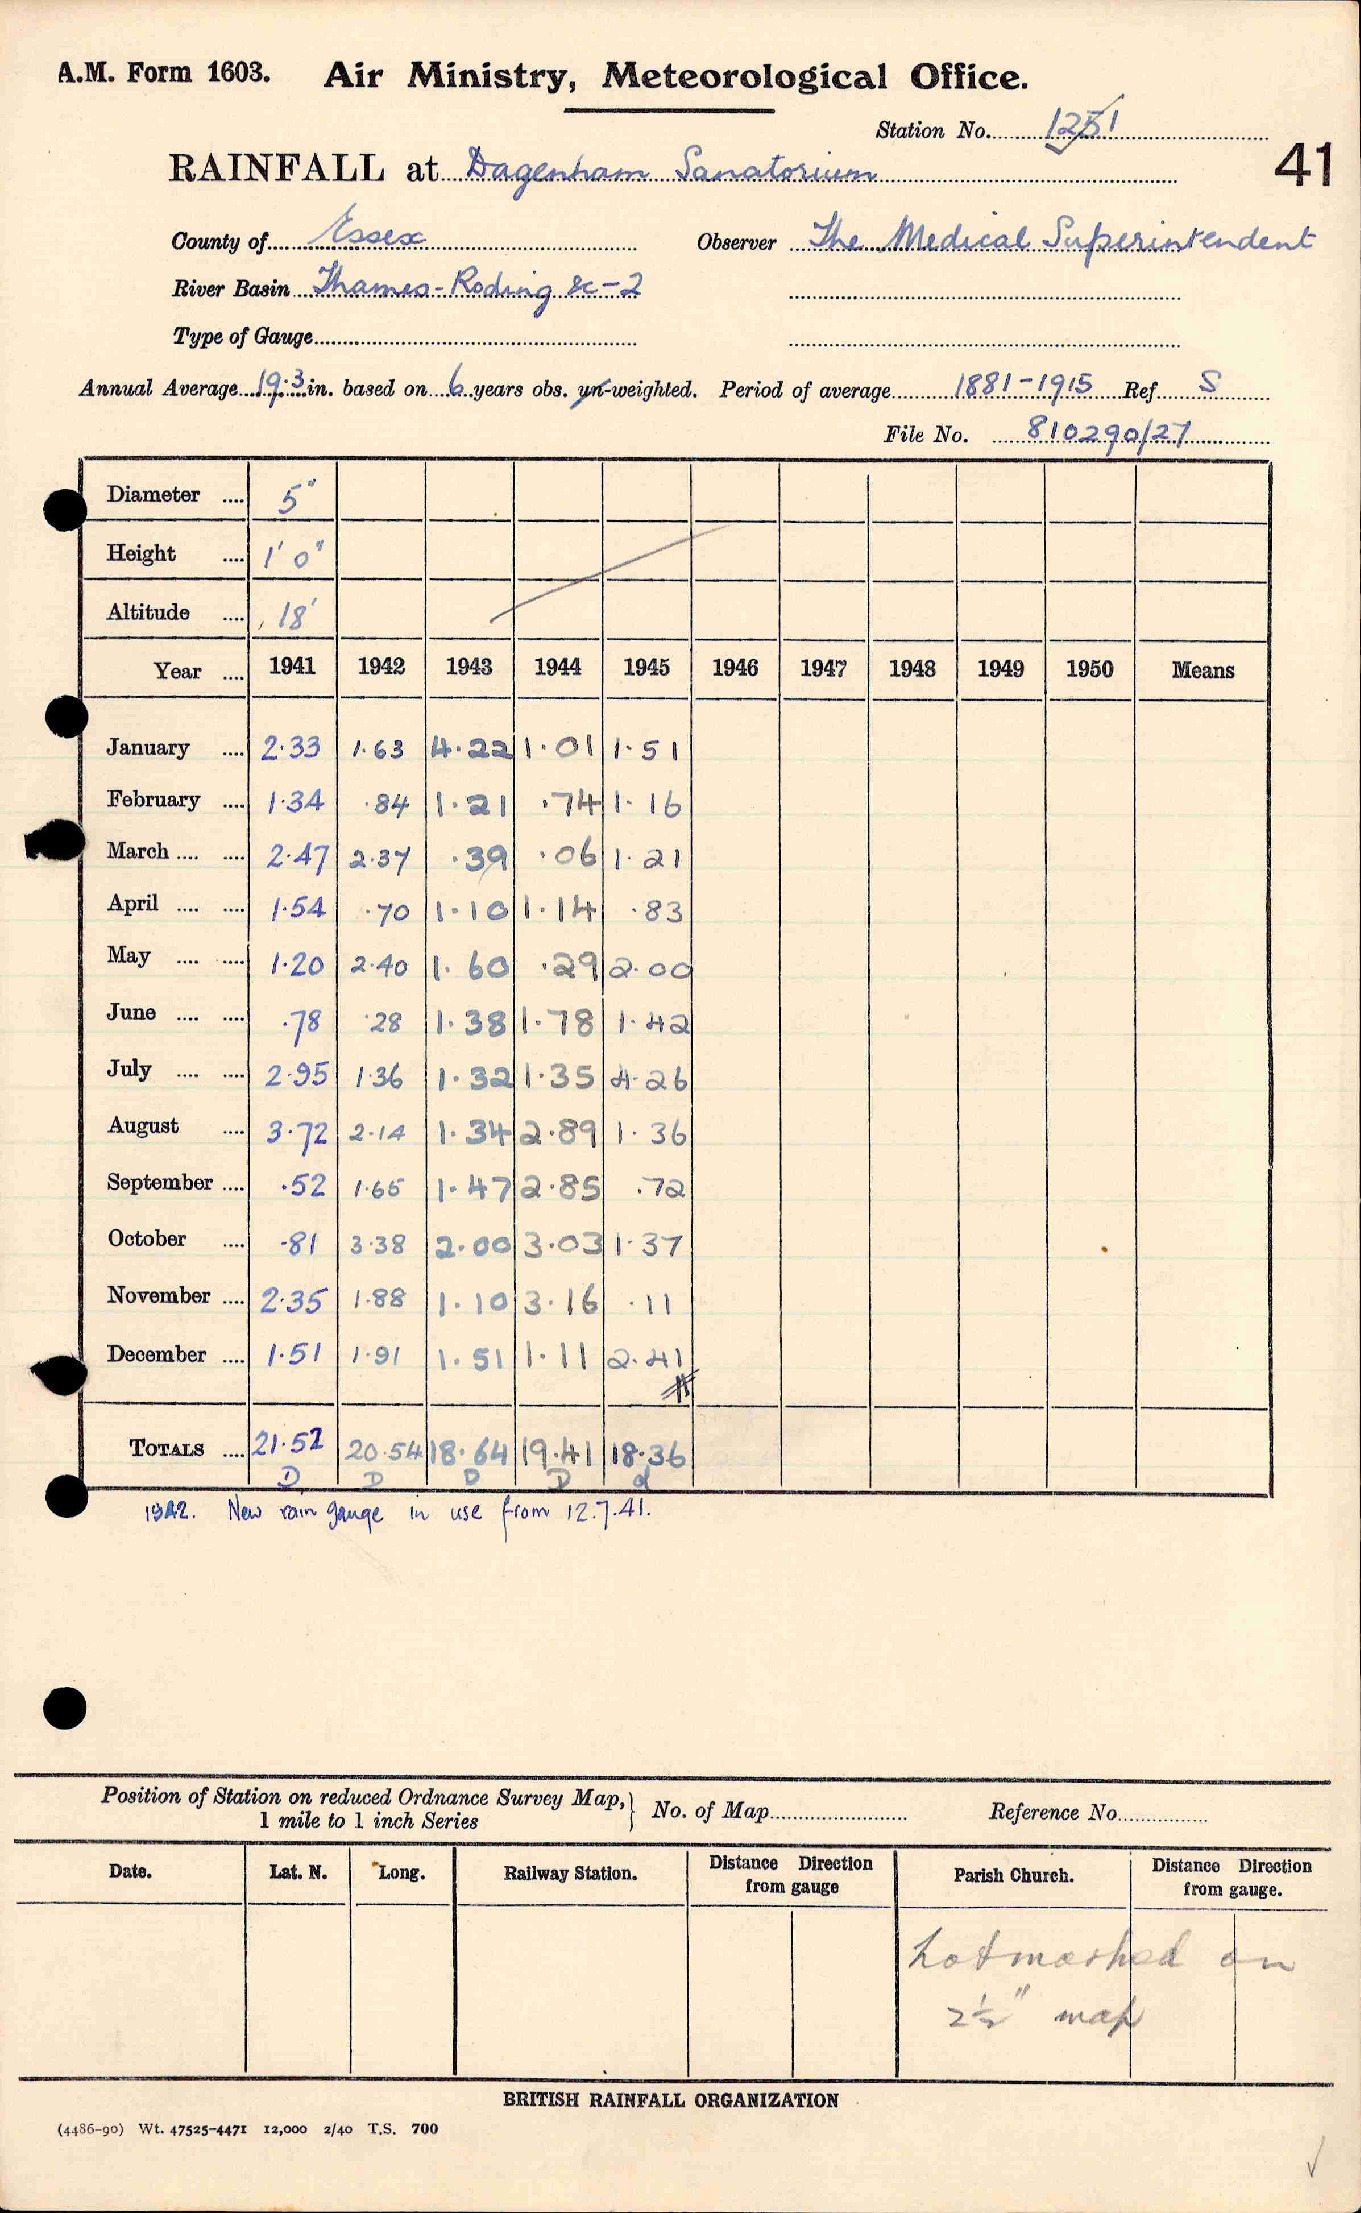 A.M. Form 1603. Air Ministry, Meteorological Office.
Station No. 1251
41
RAINFALL at Dagenham Sanatorium
County of Essex Observer The Medical Superintendent
River Basin Thames-Roding &c-2
Type of Gauge
Annual Average 19.3 in. based on 6 years obs. un-weighted. Period of average 1881-1915 Ref S
File No. 810290/27
Diameter .... 5"
Height .... 1' 0"
Altitude .... 18'
Year .... 1941 1942 1943 1944 1945 1946 1947 1948 1949 1950 Means
January .... 2.33 1.63 4.22 1.01 1.51
February .... 1.34 .84 1.21 .74 1.16
March .... .... 2.47 2.37 .39 .06 1.21
April .... .... 1.54 .70 1.10 1.14 .83
May .... .... 1.20 2.40 1.60 .29 2.00
June .... .... .78 .28 1.38 1.78 1.42
July .... .... 2.95 1.36 1.32 1.35 4.26
August .... 3.72 2.14 1.34 2.89 1.36
September .... .52 1.65 1.47 2.85 .72
October .... .81 3.38 2.00 3.03 1.37
November .... 2.35 1.88 1.10 3.16 .11
December .... 1.51 1.91 1.51 1.11 2.41
TOTALS .... 21.52 20.54 18.64 19.41 18.36
D D D D d
1942. New rain gauge in use from 12.7.41.
Position of Station on reduced Ordnance Survey Map, } No. of Map Reference No.
1 mile to 1 inch Series
Date. Lat. N. Long. Railway Station. Distance Direction from gauge Parish Church. Distance Direction from gauge.
not marked on
2½" map
BRITISH RAINFALL ORGANIZATION
(4486-90) Wt. 47525-4471 12,000 2/40 T.S. 700